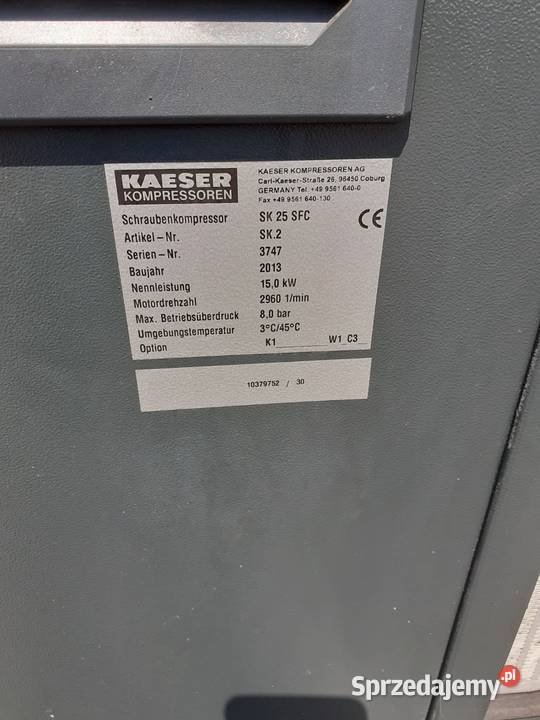 KAESER
KOMPRESSOREN
KAESER KOMPRESSOREN AG
Carl-Kaeser-Straße 26, 96450 Coburg
GERMANY Tel +49 9561 640-0
Fax +49 9561 640-130
Schraubenkompressor SK 25 SFC CE
Artikel-Nr. SK.2
Serien-Nr. 3747
Baujahr 2013
Nennleistung 15,0 kW
Motordrehzahl 2960 1/min
Max. Betriebsüberdruck 8,0 bar
Umgebungstemperatur 3°C/45°C
Option K1 W1_C3
10379752 / 30
Sprzedajemy.pl